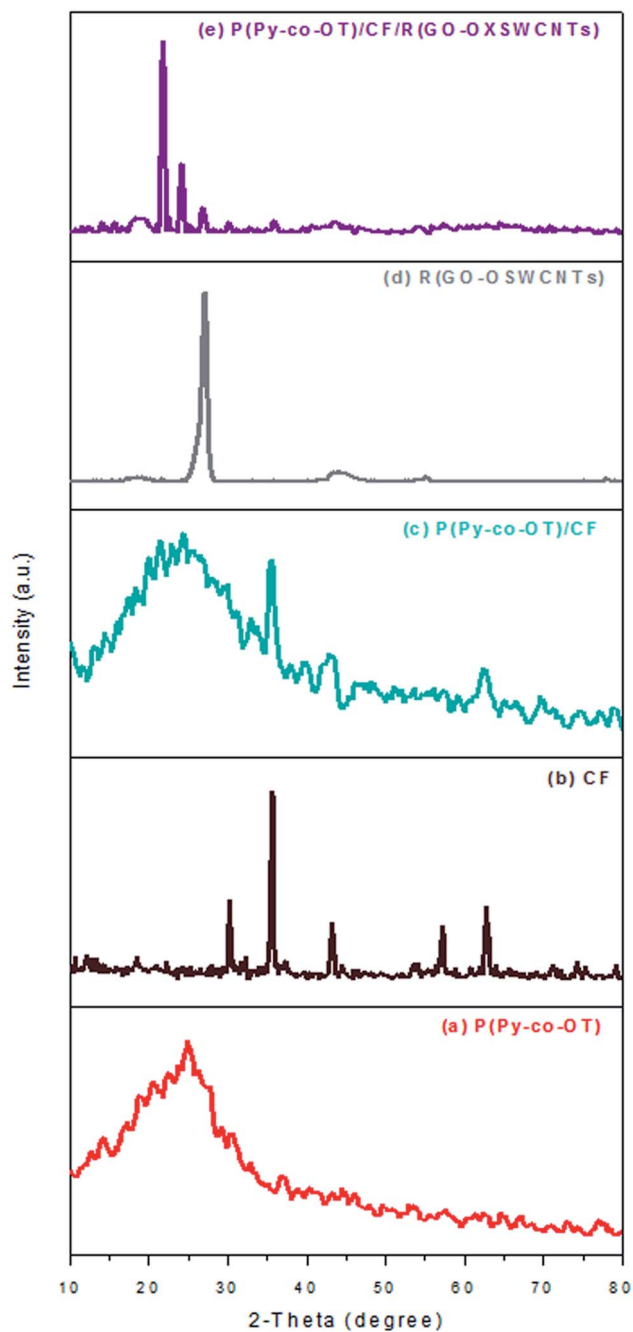 (e) P(Py-co-OT)/CF/R(GO-OXSWCNTs)
(d) R(GO-OSWCNTs)
(c) P(Py-co-OT)/CF
Intensity (a.u.)
(b) CF
(a) P(Py-co-OT)
10 20 30 40 50 60 70 80
2-Theta (degree)